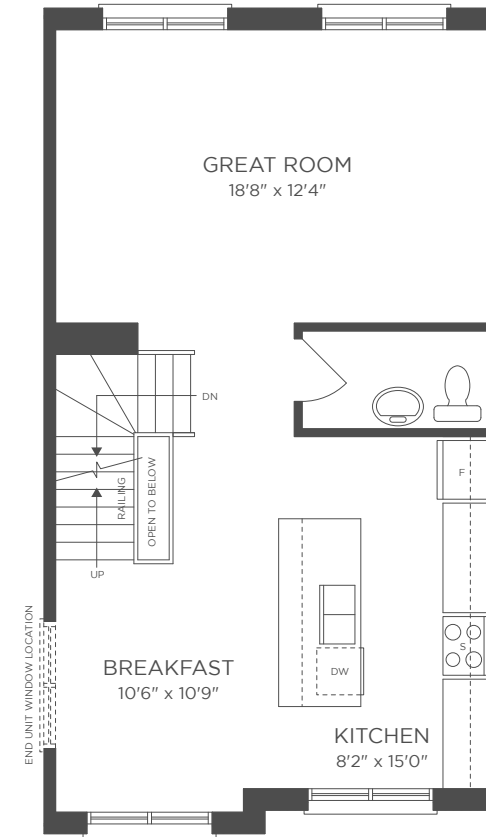 GREAT ROOM
18'8" x 12'4"
DN
F
RAILING
OPEN TO BELOW
UP
END UNIT WINDOW LOCATION
S
BREAKFAST
10'6" x 10'9"
DW
KITCHEN
8'2" x 15'0"